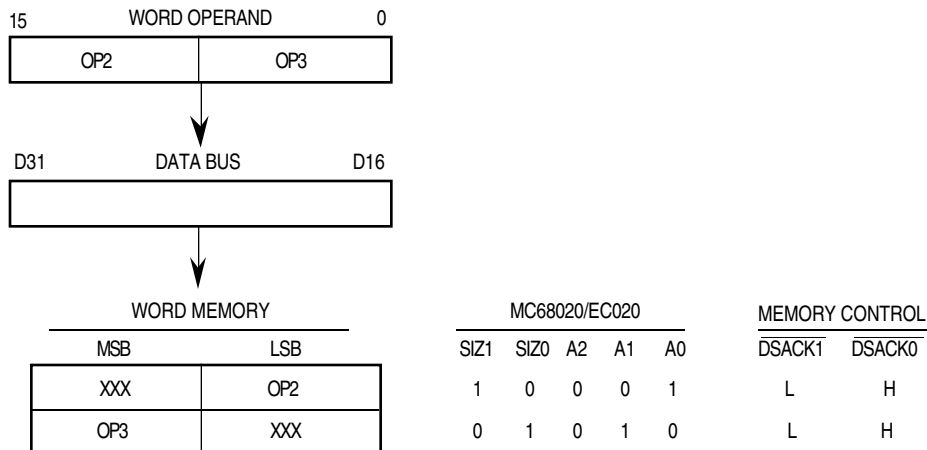 15 WORD OPERAND 0
OP2 OP3
D31 DATA BUS D16
WORD MEMORY MC68020/EC020 MEMORY CONTROL
MSB LSB SIZ1 SIZ0 A2 A1 A0 DSACK1 DSACK0
XXX OP2 1 0 0 0 1 L H
OP3 XXX 0 1 0 1 0 L H